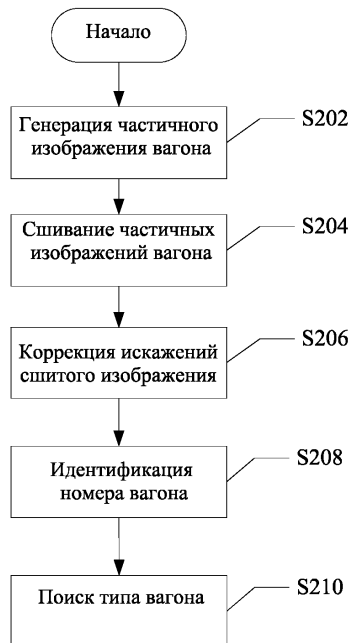 Начало
Генерация частичного
изображения вагона
S202
Сшивание частичных
изображений вагона
S204
Коррекция искажений
сшитого изображения
S206
Идентификация
номера вагона
S208
Поиск типа вагона
S210